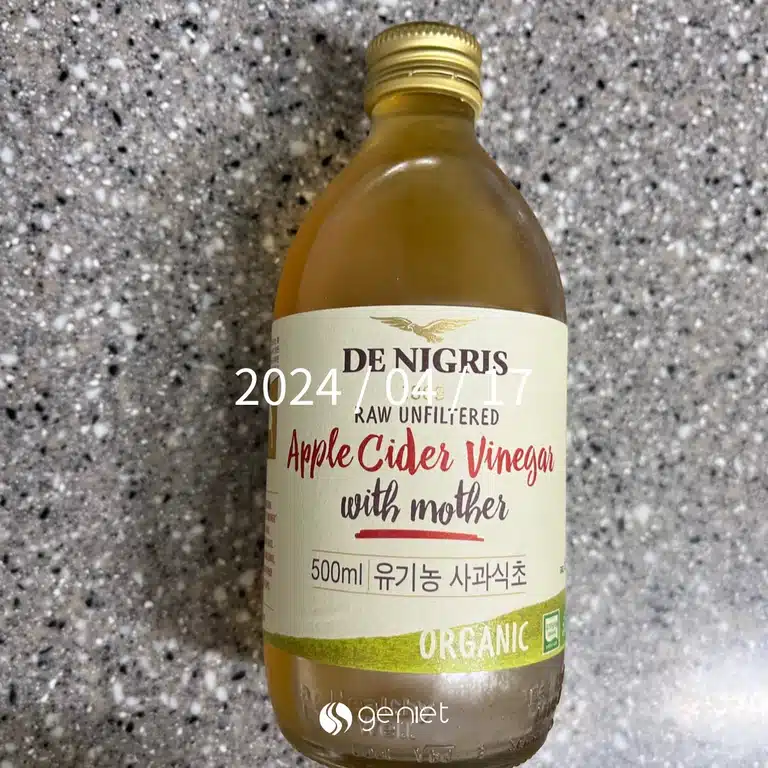 DE NIGRIS
2024 / 04 / 17
RAW UNFILTERED
Apple Cider Vinegar
with mother
500ml 유기농 사과식초
ORGANIC
geniet